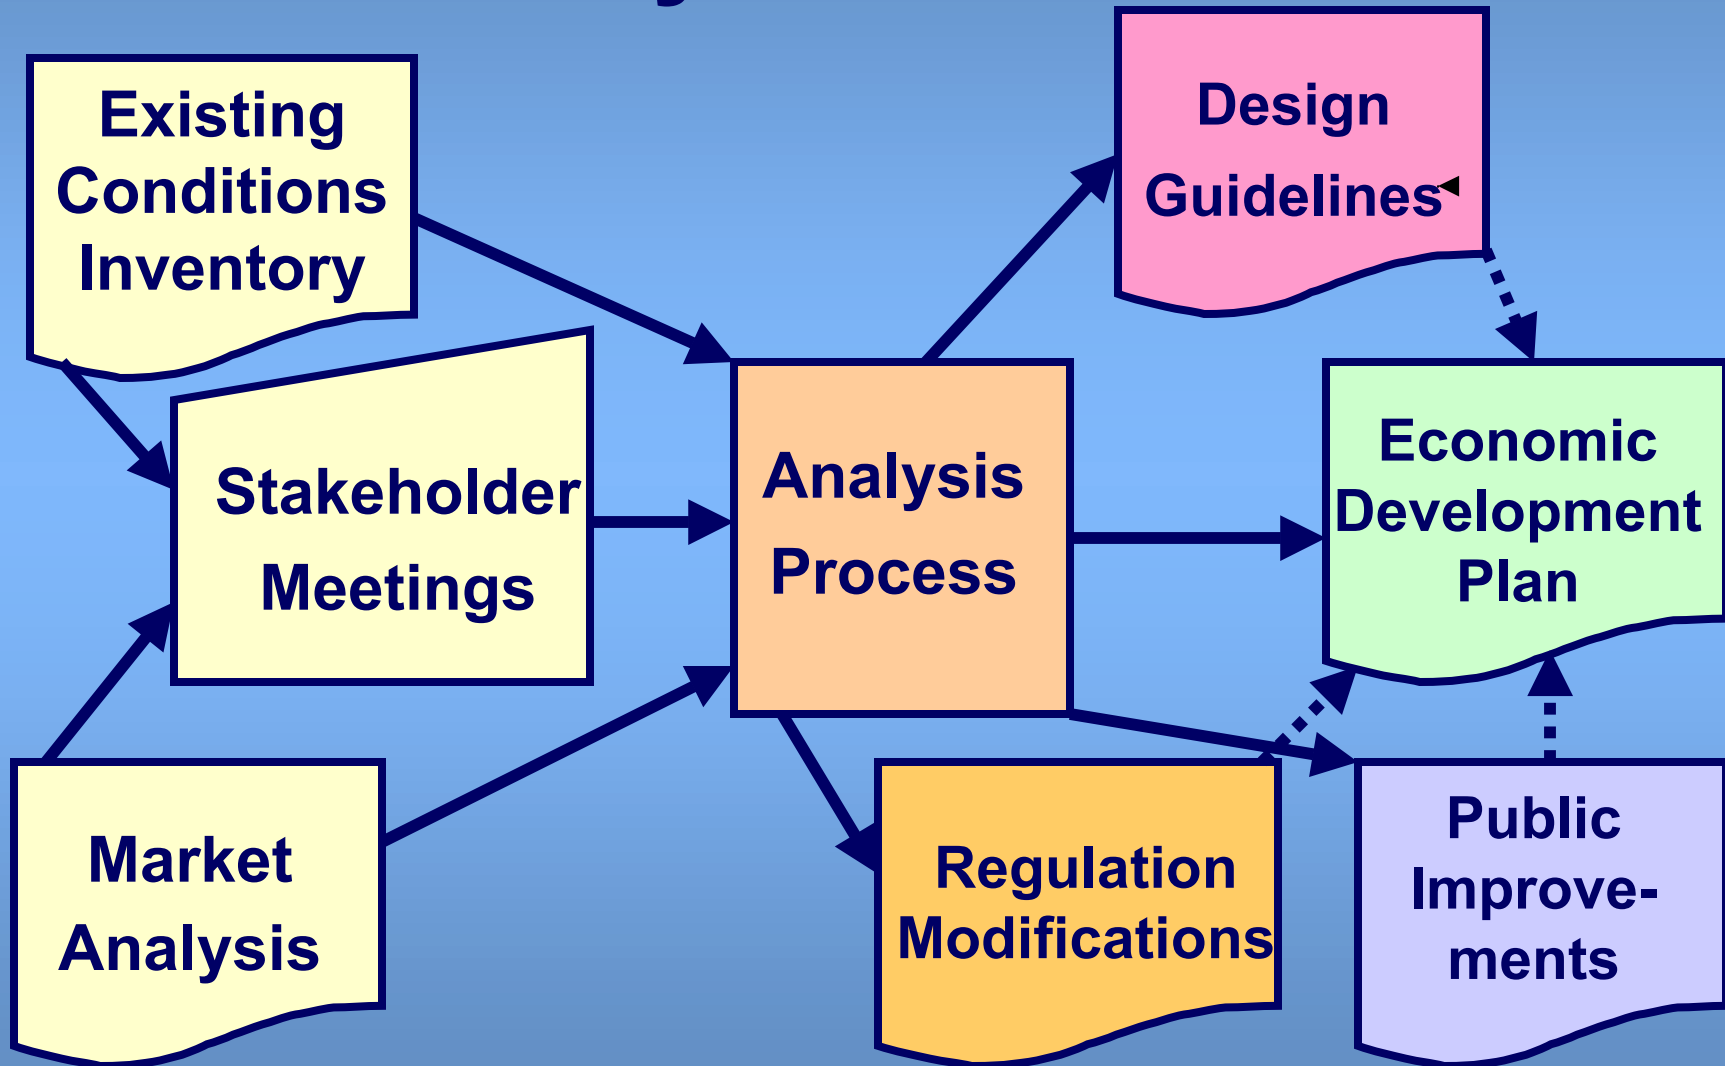 Existing
Conditions
Inventory
Stakeholder
Meetings
Market
Analysis
Analysis
Process
Design
Guidelines
Economic
Development
Plan
Regulation
Modifications
Public
Improve-
ments